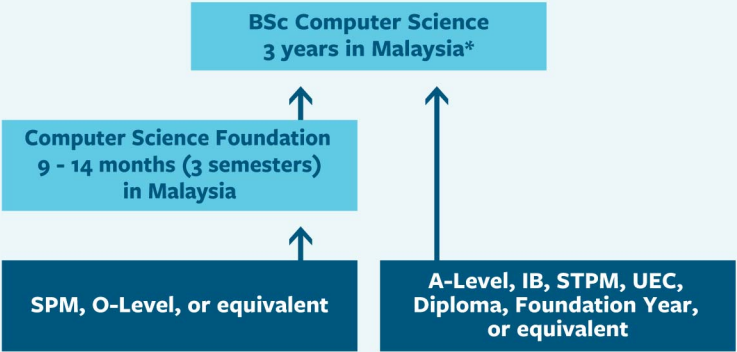 BSc Computer Science
3 years in Malaysia*
Computer Science Foundation
9 - 14 months (3 semesters)
in Malaysia
SPM, O-Level, or equivalent
A-Level, IB, STPM, UEC,
Diploma, Foundation Year,
or equivalent